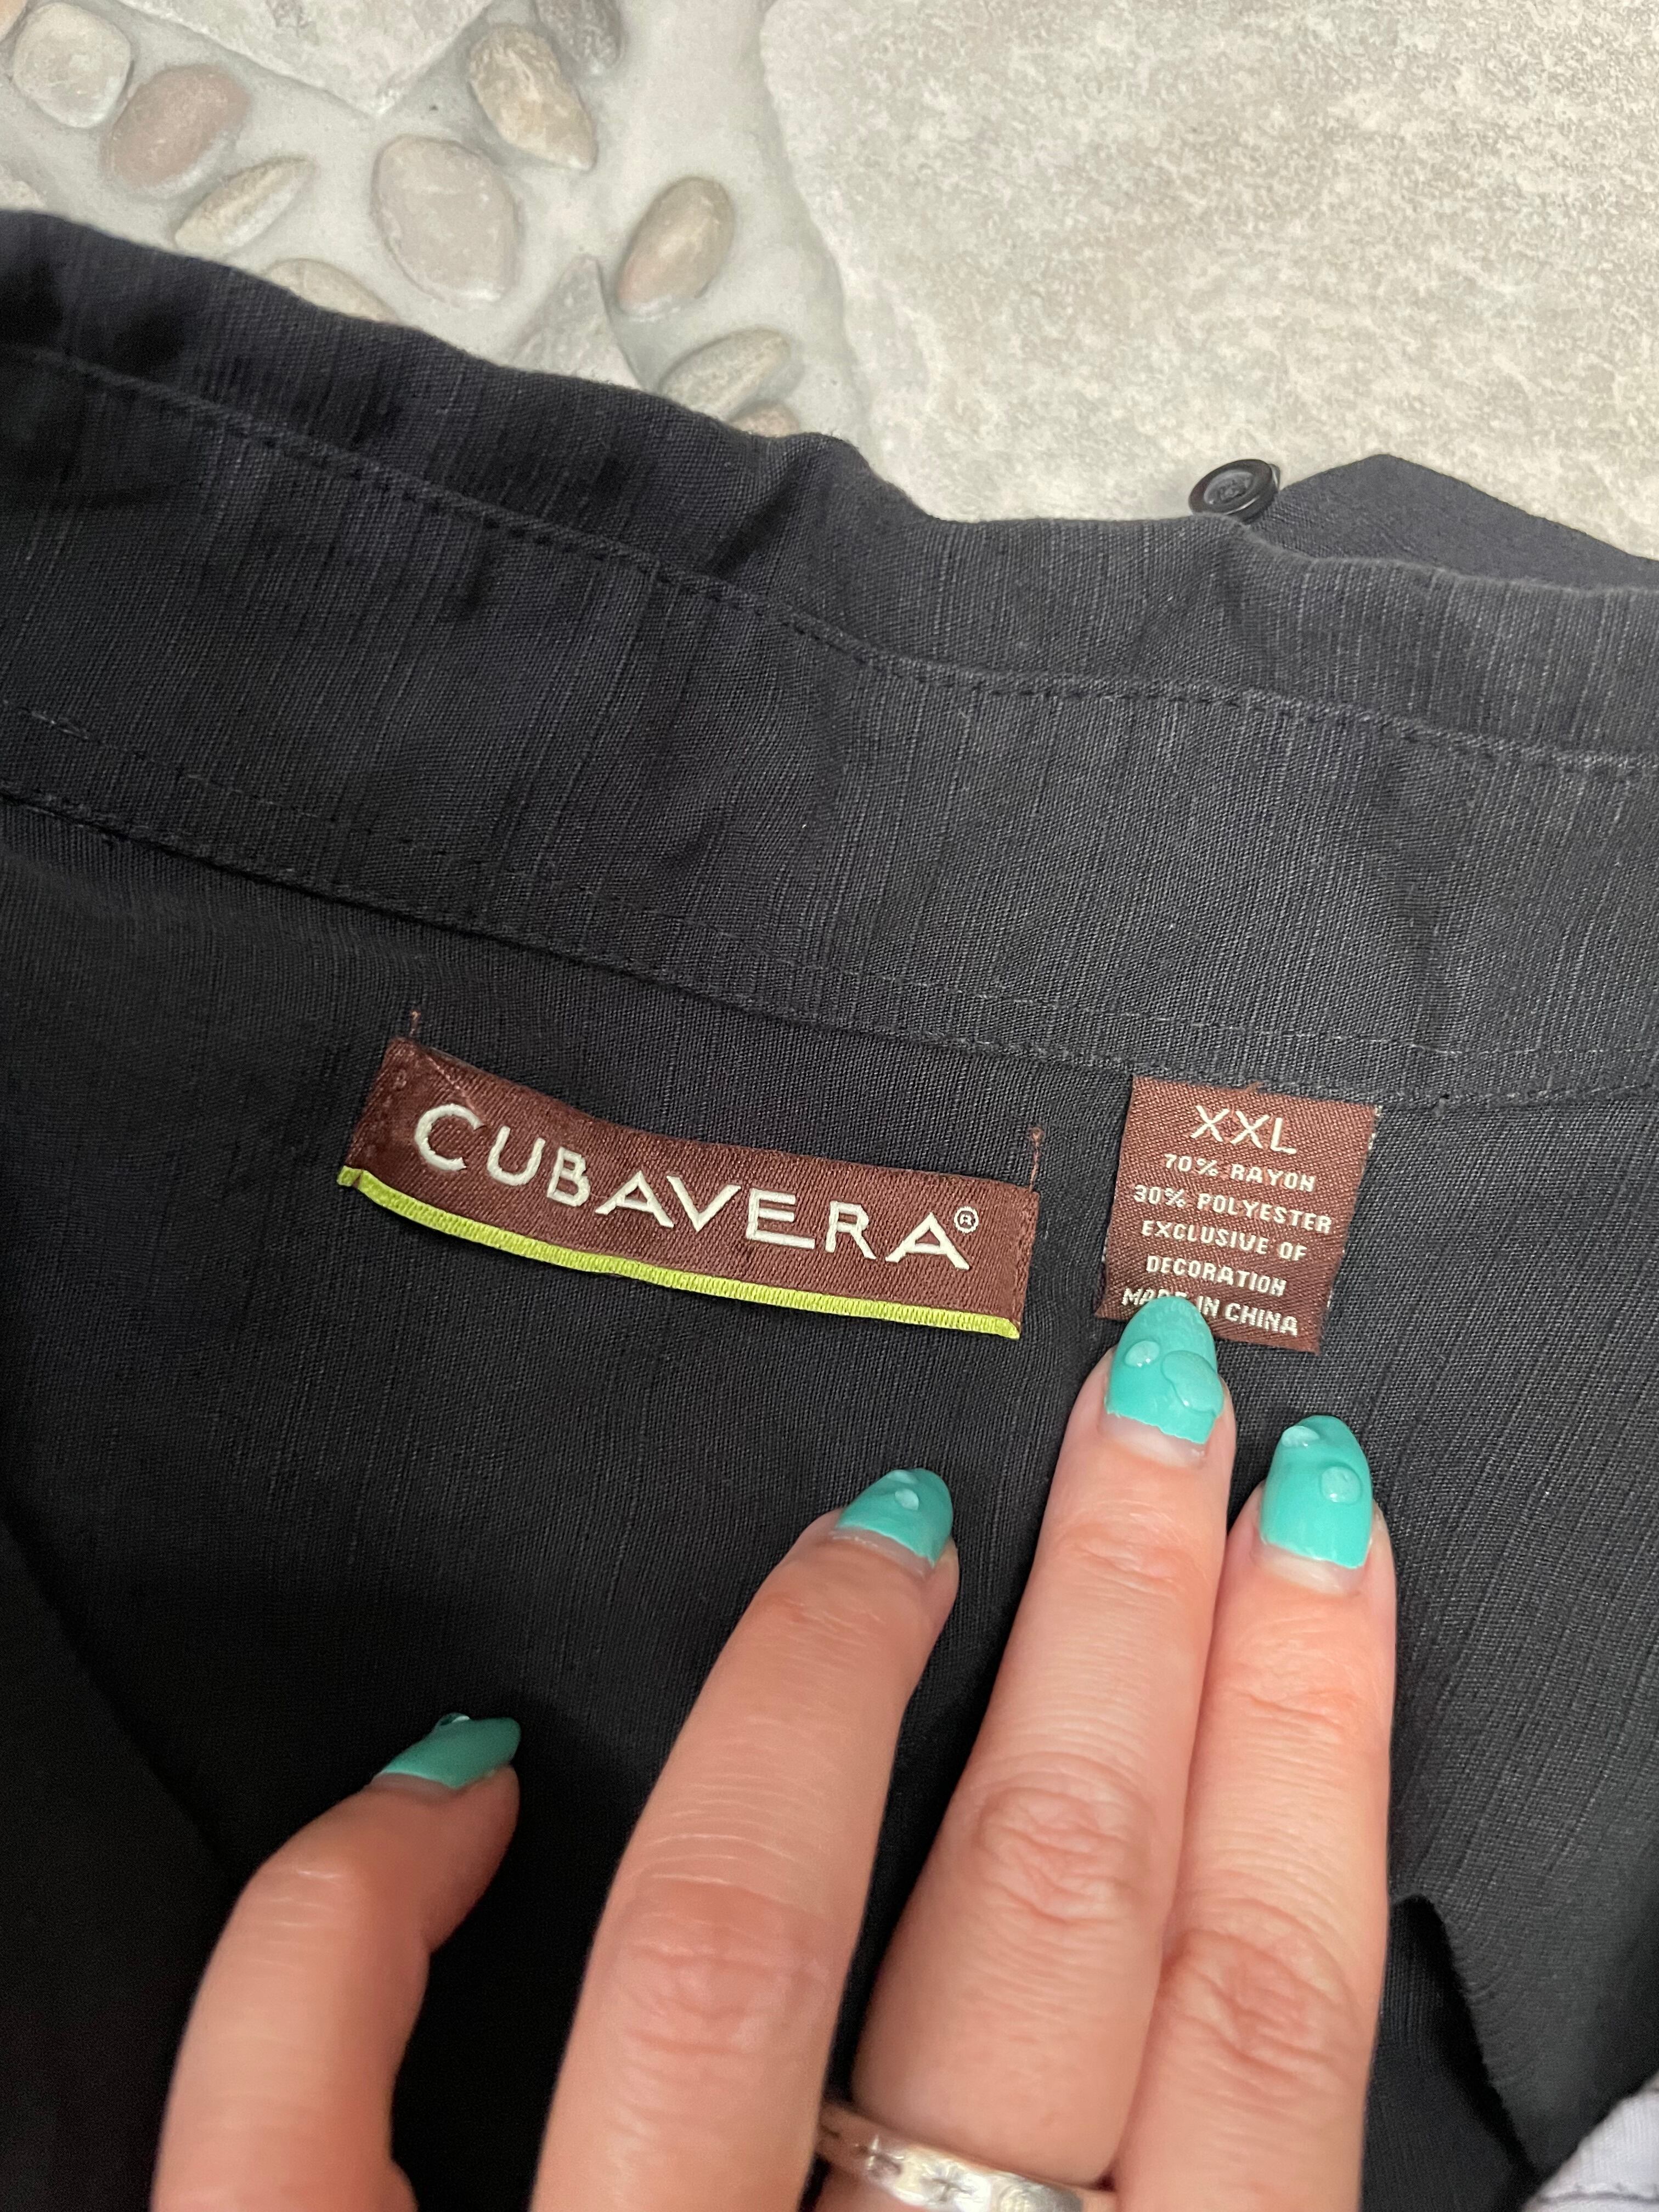 CUBAVERA®
XXL
70% RAYON
30% POLYESTER
EXCLUSIVE OF
DECORATION
MADE IN CHINA